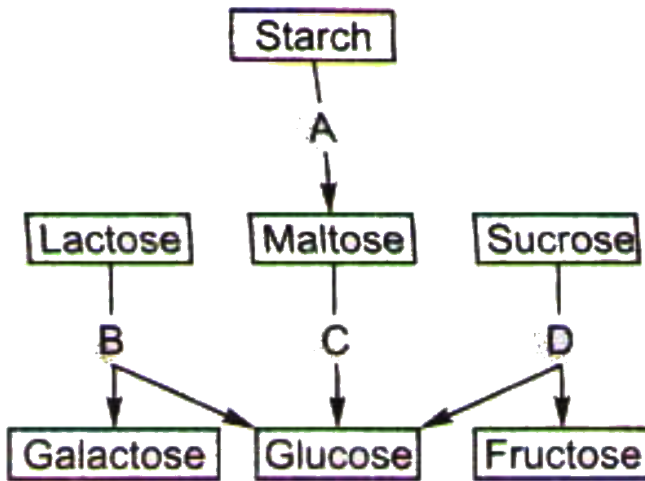 Starch
A
Lactose Maltose Sucrose
B C D
Galactose Glucose Fructose